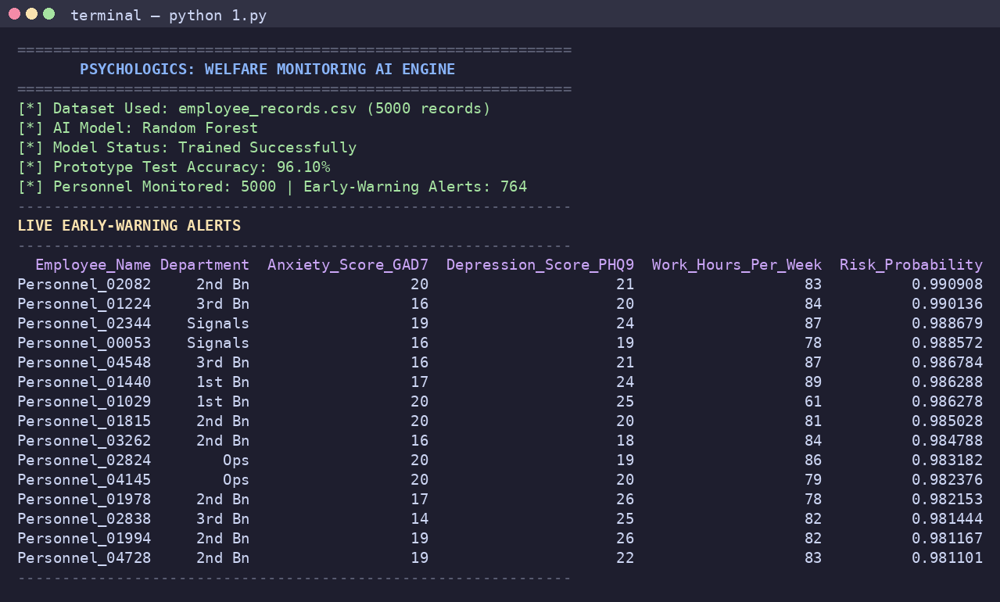 terminal — python 1.py
==============================================================
PSYCHOLOGICS: WELFARE MONITORING AI ENGINE
==============================================================
[*] Dataset Used: employee_records.csv (5000 records)
[*] AI Model: Random Forest
[*] Model Status: Trained Successfully
[*] Prototype Test Accuracy: 96.10%
[*] Personnel Monitored: 5000 | Early-Warning Alerts: 764
--------------------------------------------------------------
LIVE EARLY-WARNING ALERTS
--------------------------------------------------------------
Employee_Name Department Anxiety_Score_GAD7 Depression_Score_PHQ9 Work_Hours_Per_Week Risk_Probability
Personnel_02082 2nd Bn 20 21 83 0.990908
Personnel_01224 3rd Bn 16 20 84 0.990136
Personnel_02344 Signals 19 24 87 0.988679
Personnel_00053 Signals 16 19 78 0.988572
Personnel_04548 3rd Bn 16 21 87 0.986784
Personnel_01440 1st Bn 17 24 89 0.986288
Personnel_01029 1st Bn 20 25 61 0.986278
Personnel_01815 2nd Bn 20 20 81 0.985028
Personnel_03262 2nd Bn 16 18 84 0.984788
Personnel_02824 Ops 20 19 86 0.983182
Personnel_04145 Ops 20 20 79 0.982376
Personnel_01978 2nd Bn 17 26 78 0.982153
Personnel_02838 3rd Bn 14 25 82 0.981444
Personnel_01994 2nd Bn 19 26 82 0.981167
Personnel_04728 2nd Bn 19 22 83 0.981101
--------------------------------------------------------------